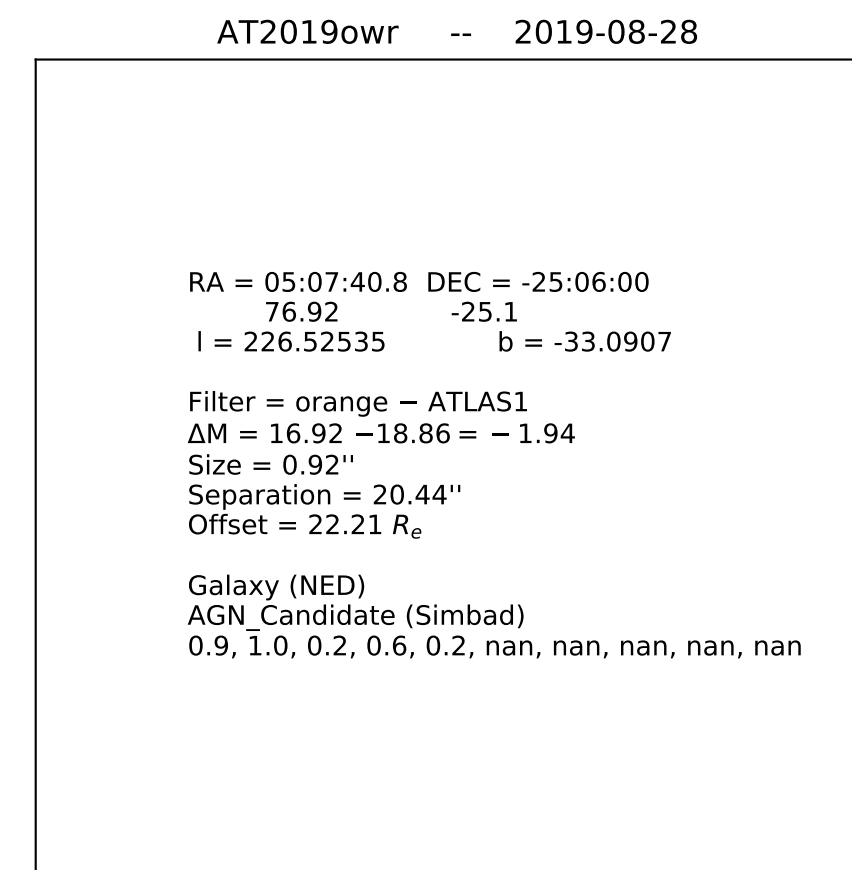 AT2019owr -- 2019-08-28
RA = 05:07:40.8 DEC = -25:06:00
76.92 -25.1
l = 226.52535 b = -33.0907
Filter = orange − ATLAS1
ΔM = 16.92 −18.86 = − 1.94
Size = 0.92''
Separation = 20.44''
Offset = 22.21 Re
Galaxy (NED)
AGN_Candidate (Simbad)
0.9, 1.0, 0.2, 0.6, 0.2, nan, nan, nan, nan, nan